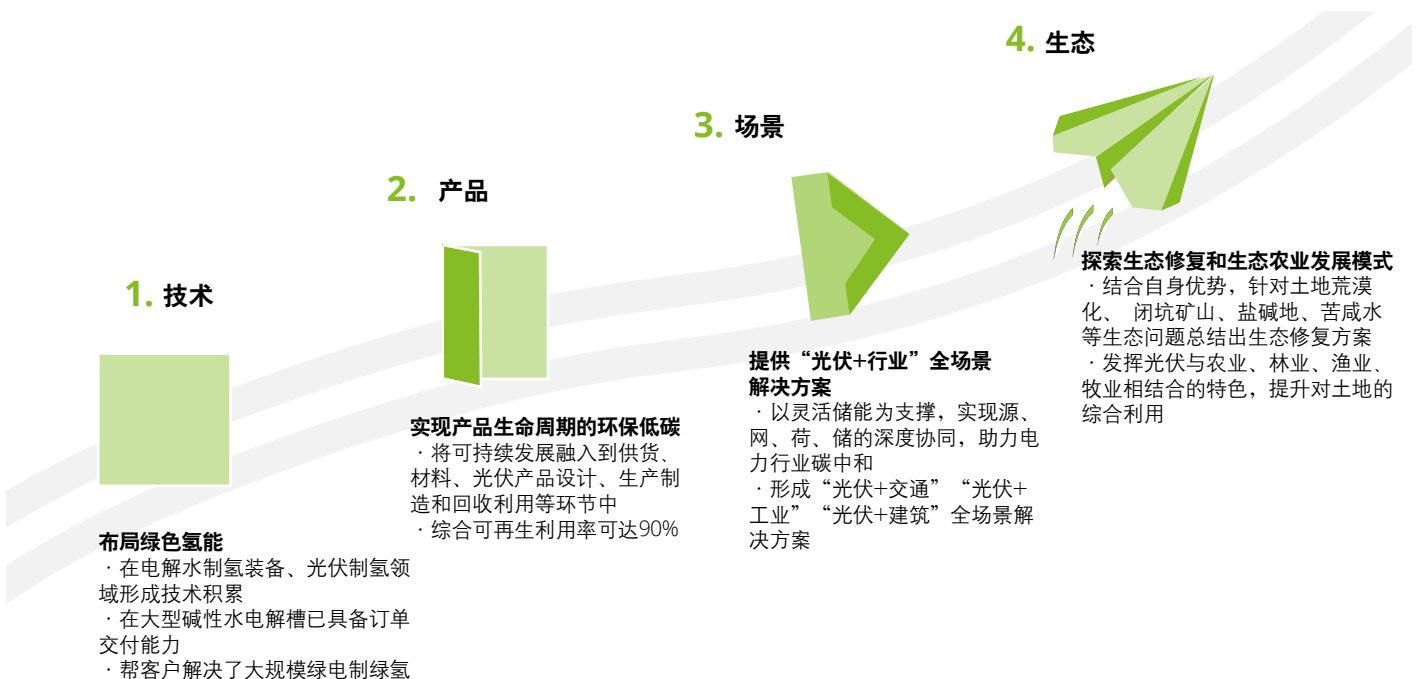 1. 技术
布局绿色氢能
· 在电解水制氢装备、光伏制氢领
域形成技术积累
· 在大型碱性水电解槽已具备订单
交付能力
· 帮客户解决了大规模绿电制绿氢
2. 产品
实现产品生命周期的环保低碳
· 将可持续发展融入到供货、
材料、光伏产品设计、生产制
造和回收利用等环节中
· 综合可再生利用率可达90%
3. 场景
提供“光伏+行业”全场景
解决方案
· 以灵活储能为支撑，实现源、
网、荷、储的深度协同，助力电
力行业碳中和
· 形成“光伏+交通”“光伏+
工业”“光伏+建筑”全场景解
决方案
4. 生态
探索生态修复和生态农业发展模式
· 结合自身优势，针对土地荒漠
化、 闭坑矿山、盐碱地、苦咸水
等生态问题总结出生态修复方案
· 发挥光伏与农业、林业、渔业、
牧业相结合的特色，提升对土地的
综合利用